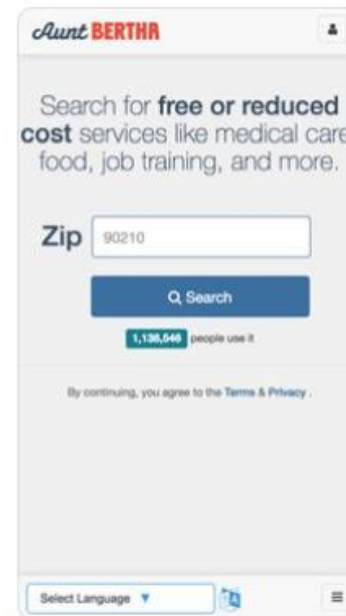 Aunt BERTHA
Search for free or reduced
cost services like medical care
food, job training, and more.
Zip 90210
Search
1,138,546 people use it
By continuing, you agree to the Terms & Privacy .
Select Language ▼